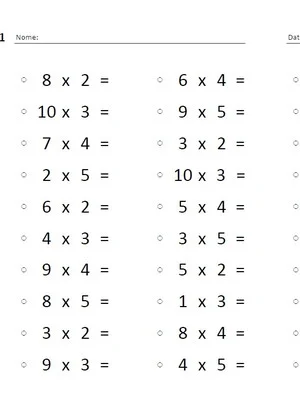 1 Nome: Dat
8 x 2 = 6 x 4 =
10 x 3 = 9 x 5 =
7 x 4 = 3 x 2 =
2 x 5 = 10 x 3 =
6 x 2 = 5 x 4 =
4 x 3 = 3 x 5 =
9 x 4 = 5 x 2 =
8 x 5 = 1 x 3 =
3 x 2 = 8 x 4 =
9 x 3 = 4 x 5 =